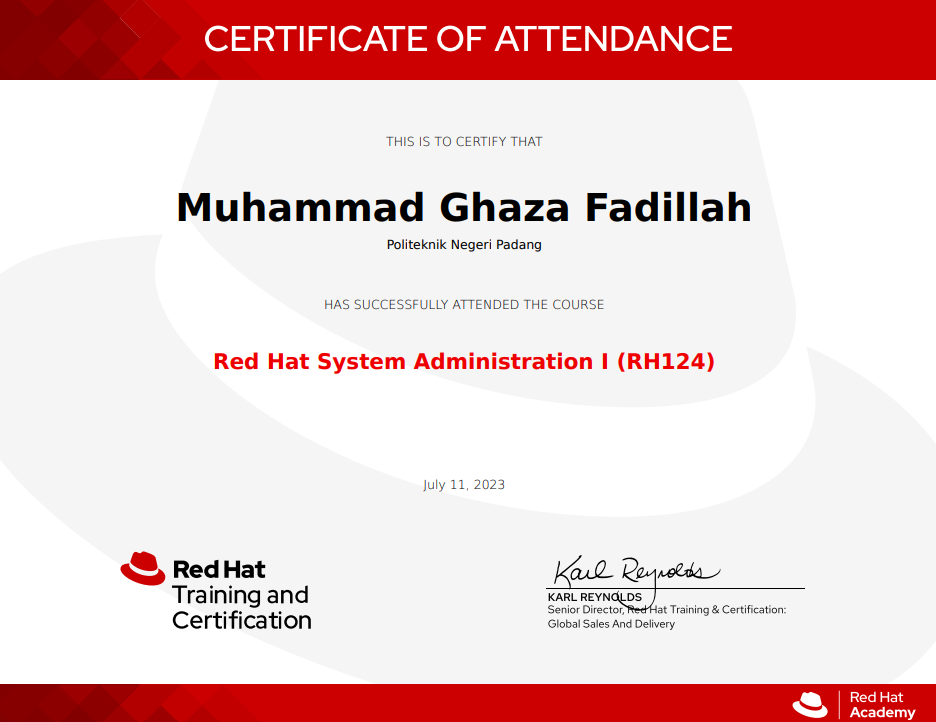 CERTIFICATE OF ATTENDANCE
THIS IS TO CERTIFY THAT
Muhammad Ghaza Fadillah
Politeknik Negeri Padang
HAS SUCCESSFULLY ATTENDED THE COURSE
Red Hat System Administration I (RH124)
July 11, 2023
Red Hat
Training and
Certification
Karl Reynolds
KARL REYNOLDS
Senior Director, Red Hat Training & Certification:
Global Sales And Delivery
Red Hat
Academy